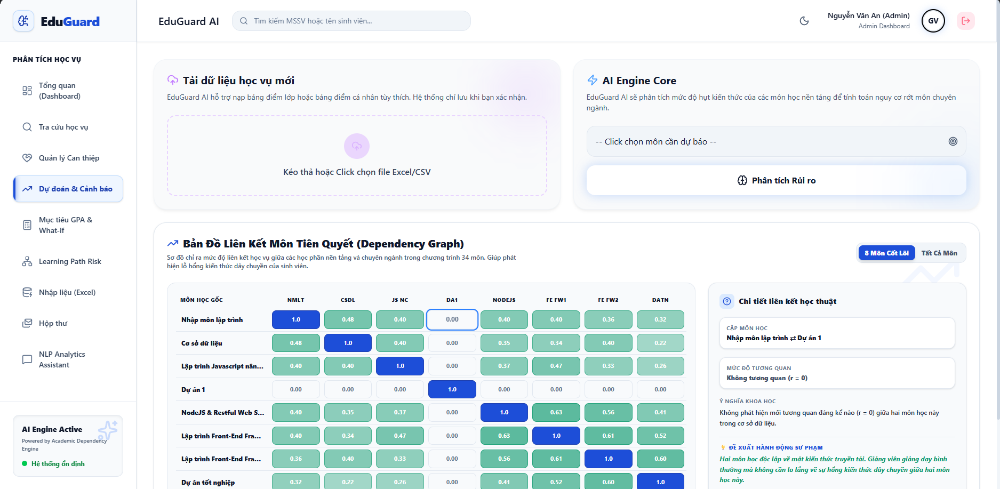 EduGuard
EduGuard AI
Tìm kiếm MSSV hoặc tên sinh viên...
Nguyễn Văn An (Admin)
Admin Dashboard
GV
PHÂN TÍCH HỌC VỤ
Tổng quan
(Dashboard)
Tra cứu học vụ
Quản lý Can thiệp
Dự đoán & Cảnh báo
Mục tiêu GPA &
What-if
Learning Path Risk
Nhập liệu (Excel)
Hộp thư
NLP Analytics
Assistant
AI Engine Active
Powered by Academic Dependency
Engine
Hệ thống ổn định
Tải dữ liệu học vụ mới
EduGuard AI hỗ trợ nạp bảng điểm lớp hoặc bảng điểm cá nhân tùy thích. Hệ thống chỉ lưu khi bạn xác nhận.
Kéo thả hoặc Click chọn file Excel/CSV
AI Engine Core
EduGuard AI sẽ phân tích mức độ hụt kiến thức của các môn học nền tảng để tính toán nguy cơ rớt môn chuyên
ngành.
-- Click chọn môn cần dự báo --
Phân tích Rủi ro
Bản Đồ Liên Kết Môn Tiên Quyết (Dependency Graph)
Sơ đồ chỉ ra mức độ liên kết học vụ giữa các học phần nền tảng và chuyên ngành trong chương trình 34 môn. Giúp phát
hiện lỗ hổng kiến thức dây chuyền của sinh viên.
8 Môn Cốt Lõi
Tất Cả Môn
MÔN HỌC GỐC NMLT CSDL JS NC DA1 NODEJS FE FW1 FE FW2 DATN
Nhập môn lập trình 1.0 0.48 0.40 0.00 0.40 0.40 0.36 0.32
Cơ sở dữ liệu 0.48 1.0 0.40 0.00 0.35 0.34 0.40 0.22
Lập trình Javascript nân... 0.40 0.40 1.0 0.00 0.37 0.47 0.33 0.26
Dự án 1 0.00 0.00 0.00 1.0 0.00 0.00 0.00 0.00
NodeJS & Restful Web S... 0.40 0.35 0.37 0.00 1.0 0.63 0.56 0.41
Lập trình Front-End Fra... 0.40 0.34 0.47 0.00 0.63 1.0 0.61 0.52
Lập trình Front-End Fra... 0.36 0.40 0.33 0.00 0.56 0.61 1.0 0.60
Dự án tốt nghiệp 0.32 0.22 0.26 0.00 0.41 0.52 0.60 1.0
Chi tiết liên kết học thuật
CẶP MÔN HỌC
Nhập môn lập trình ⇄ Dự án 1
MỨC ĐỘ TƯƠNG QUAN
Không tương quan (r = 0)
Ý NGHĨA KHOA HỌC
Không phát hiện mối tương quan đáng kể nào (r = 0) giữa hai môn học này
trong cơ sở dữ liệu.
💡 ĐỀ XUẤT HÀNH ĐỘNG SƯ PHẠM
Hai môn học độc lập về mặt kiến thức truyền tải. Giảng viên giảng dạy bình
thường mà không cần lo lắng về sự hổng kiến thức dây chuyền giữa hai môn
học này.